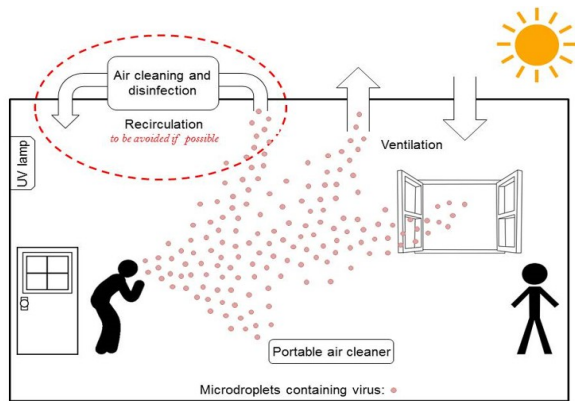 Air cleaning and
disinfection
Recirculation
to be avoided if possible
Ventilation
UV lamp
Portable air cleaner
Microdroplets containing virus: